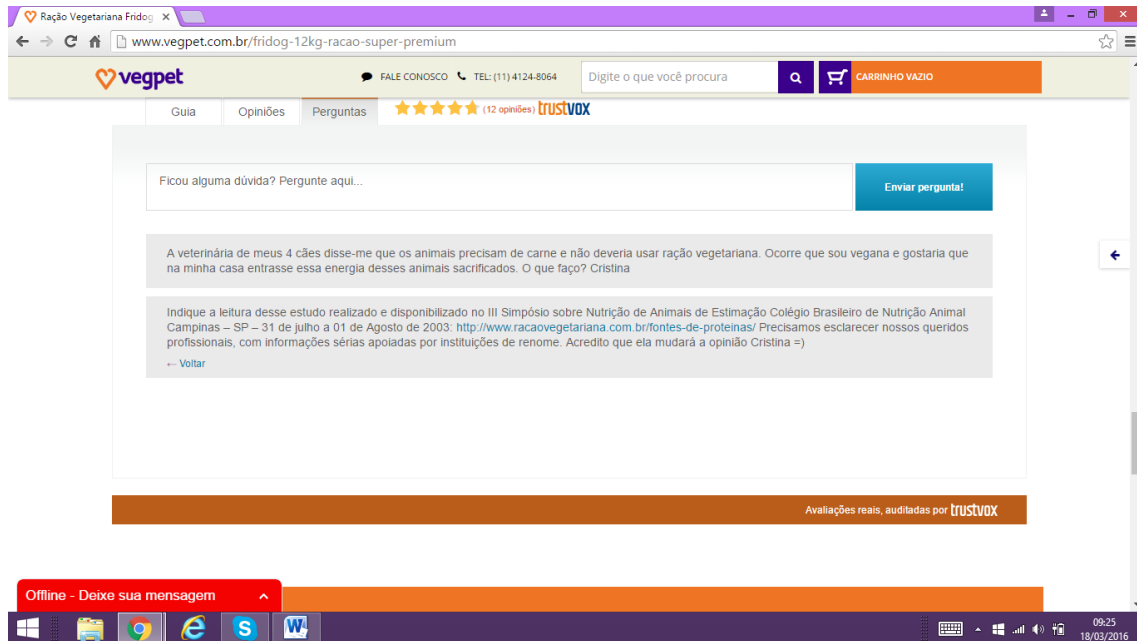 Ração Vegetariana Fridog
www.vegpet.com.br/fridog-12kg-racao-super-premium
vegpet
FALE CONOSCO TEL: (11) 4124-8064
Digite o que você procura
CARRINHO VAZIO
Guia Opiniões Perguntas (12 opiniões) trustvox
Ficou alguma dúvida? Pergunte aqui...
Enviar pergunta!
A veterinária de meus 4 cães disse-me que os animais precisam de carne e não deveria usar ração vegetariana. Ocorre que sou vegana e gostaria que
na minha casa entrasse essa energia desses animais sacrificados. O que faço? Cristina
Indique a leitura desse estudo realizado e disponibilizado no III Simpósio sobre Nutrição de Animais de Estimação Colégio Brasileiro de Nutrição Animal
Campinas – SP – 31 de julho a 01 de Agosto de 2003: http://www.racaovegetariana.com.br/fontes-de-proteinas/ Precisamos esclarecer nossos queridos
profissionais, com informações sérias apoiadas por instituições de renome. Acredito que ela mudará a opinião Cristina =)
← Voltar
Avaliações reais, auditadas por trustvox
Offline - Deixe sua mensagem
09:25
18/03/2016